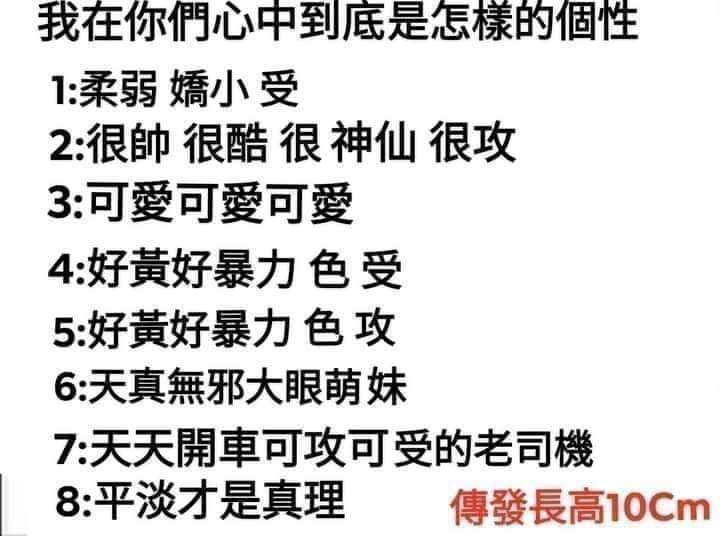 我在你們心中到底是怎樣的個性
1:柔弱 嬌小 受
2:很帥 很酷 很 神仙 很攻
3:可愛可愛可愛
4:好黃好暴力 色 受
5:好黃好暴力 色 攻
6:天真無邪大眼萌妹
7:天天開車可攻可受的老司機
8:平淡才是真理
傳發長高10Cm